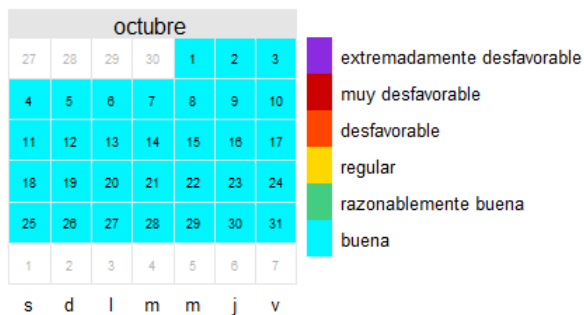 octubre
27 28 29 30 1 2 3
4 5 6 7 8 9 10
11 12 13 14 15 16 17
18 19 20 21 22 23 24
25 26 27 28 29 30 31
1 2 3 4 5 6 7
s d l m m j v
extremadamente desfavorable
muy desfavorable
desfavorable
regular
razonablemente buena
buena